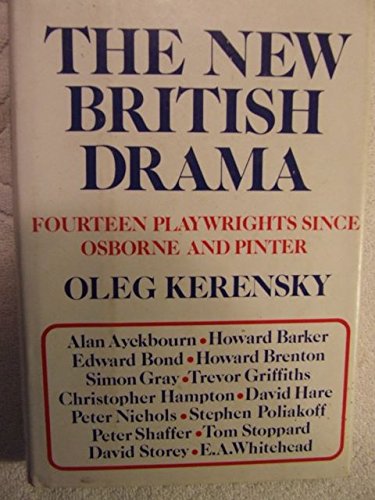 THE NEW
BRITISH
DRAMA
FOURTEEN PLAYWRIGHTS SINCE
OSBORNE AND PINTER
OLEG KERENSKY
Alan Ayckbourn • Howard Barker
Edward Bond • Howard Brenton
Simon Gray • Trevor Griffiths
Christopher Hampton • David Hare
Peter Nichols • Stephen Poliakoff
Peter Shaffer • Tom Stoppard
David Storey • E.A.Whitehead